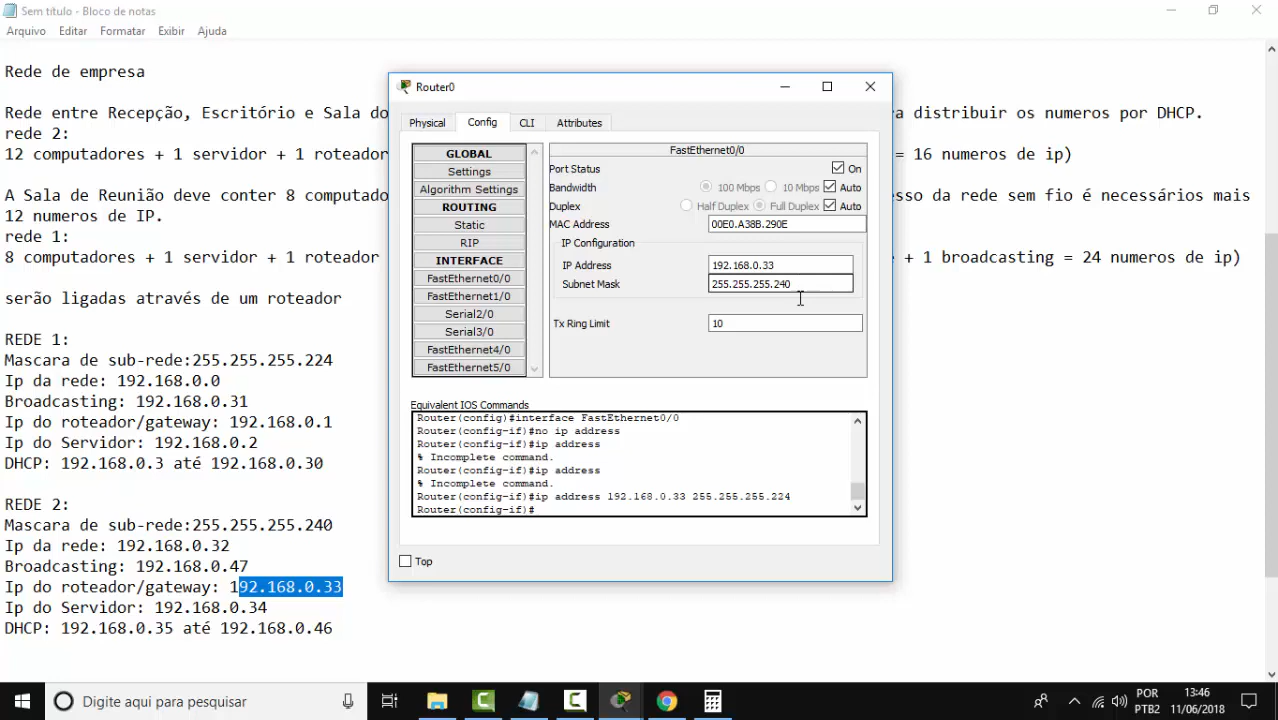 Sem título - Bloco de notas
Arquivo Editar Formatar Exibir Ajuda
Rede de empresa
Rede entre Recepção, Escritório e Sala do
a distribuir os numeros por DHCP.
rede 2:
12 computadores + 1 servidor + 1 roteador
= 16 numeros de ip)
A Sala de Reunião deve conter 8 computado
esso da rede sem fio é necessários mais
12 numeros de IP.
rede 1:
8 computadores + 1 servidor + 1 roteador
e + 1 broadcasting = 24 numeros de ip)
serão ligadas através de um roteador
REDE 1:
Mascara de sub-rede:255.255.255.224
Ip da rede: 192.168.0.0
Broadcasting: 192.168.0.31
Ip do roteador/gateway: 192.168.0.1
Ip do Servidor: 192.168.0.2
DHCP: 192.168.0.3 até 192.168.0.30
REDE 2:
Mascara de sub-rede:255.255.255.240
Ip da rede: 192.168.0.32
Broadcasting: 192.168.0.47
Ip do roteador/gateway: 192.168.0.33
Ip do Servidor: 192.168.0.34
DHCP: 192.168.0.35 até 192.168.0.46
Router0
Physical Config CLI Attributes
GLOBAL
Settings
Algorithm Settings
ROUTING
Static
RIP
INTERFACE
FastEthernet0/0
FastEthernet1/0
Serial2/0
Serial3/0
FastEthernet4/0
FastEthernet5/0
FastEthernet0/0
Port Status On
Bandwidth 100 Mbps 10 Mbps Auto
Duplex Half Duplex Full Duplex Auto
MAC Address 00E0.A38B.290E
IP Configuration
IP Address 192.168.0.33
Subnet Mask 255.255.255.240
Tx Ring Limit 10
Equivalent IOS Commands
Router(config)#interface FastEthernet0/0
Router(config-if)#no ip address
Router(config-if)#ip address
% Incomplete command.
Router(config-if)#ip address
% Incomplete command.
Router(config-if)#ip address 192.168.0.33 255.255.255.224
Router(config-if)#
Top
Digite aqui para pesquisar
POR
PTB2
13:46
11/06/2018